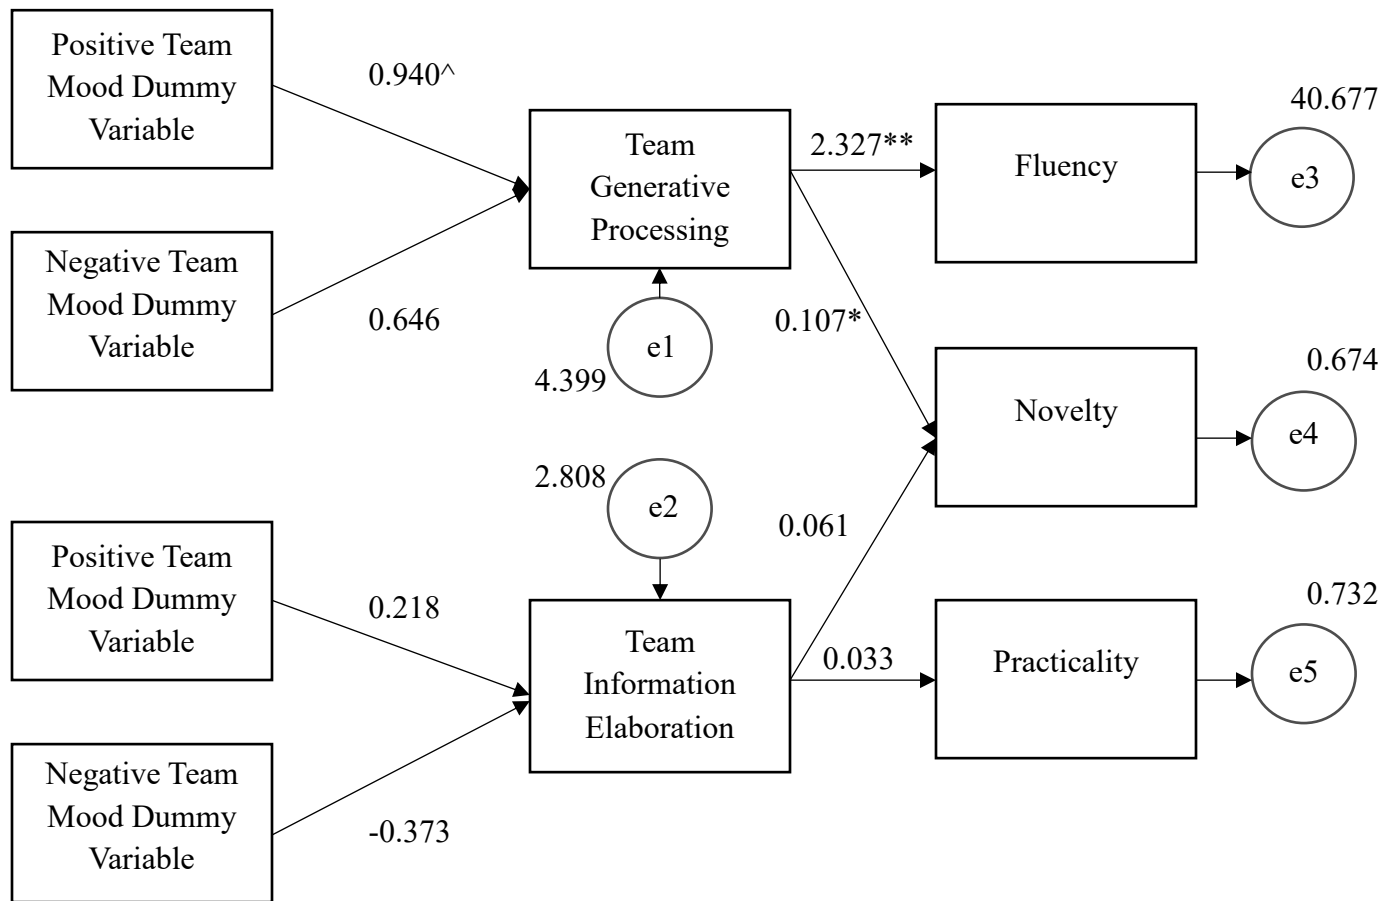 Positive Team
Mood Dummy
Variable
0.940^
Negative Team
Mood Dummy
Variable
0.646
Team
Generative
Processing
e1
4.399
2.327**
0.107*
Fluency
40.677
e3
Novelty
0.674
e4
Positive Team
Mood Dummy
Variable
0.218
Negative Team
Mood Dummy
Variable
-0.373
2.808
e2
Team
Information
Elaboration
0.061
0.033
Practicality
0.732
e5